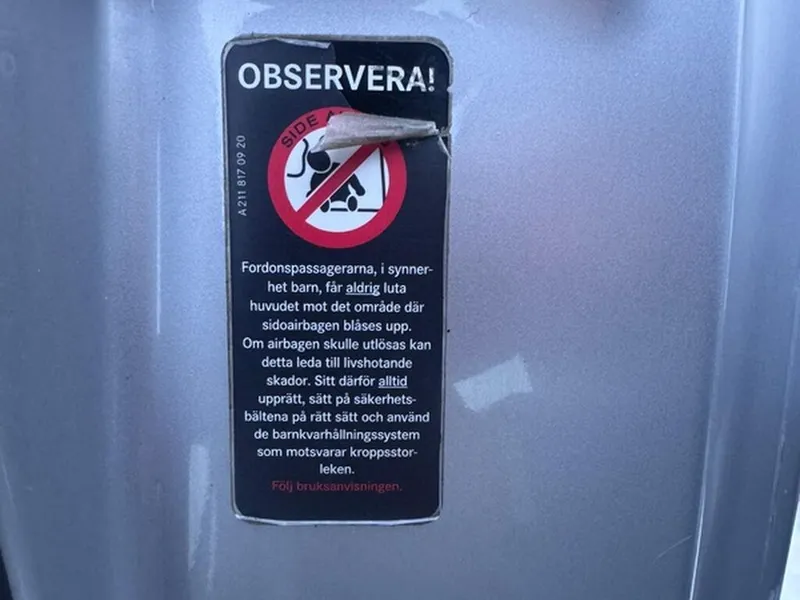 OBSERVERA!
SIDE
A 211 817 09 20
Fordonspassagerarna, i synner-
het barn, får aldrig luta
huvudet mot det område där
sidoairbagen blåses upp.
Om airbagen skulle utlösas kan
detta leda till livshotande
skador. Sitt därför alltid
upprätt, sätt på säkerhets-
bältena på rätt sätt och använd
de barnkvarhållningssystem
som motsvarar kroppsstor-
leken.
Följ bruksanvisningen.